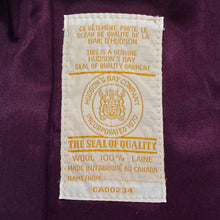 CE VÊTEMENT PORTE LE
SCEAU DE QUALITÉ DE LA
BAIE D'HUDSON
THIS IS A GENUINE
HUDSON'S BAY
SEAL OF QUALITY GARMENT
HUDSON'S BAY COMPANY
INCORPORATED 1670
THE SEAL OF QUALITY
WOOL 100% LAINE
MADE IN/FABRIQUÉ AU CANADA
NAME/NOM
CA00234